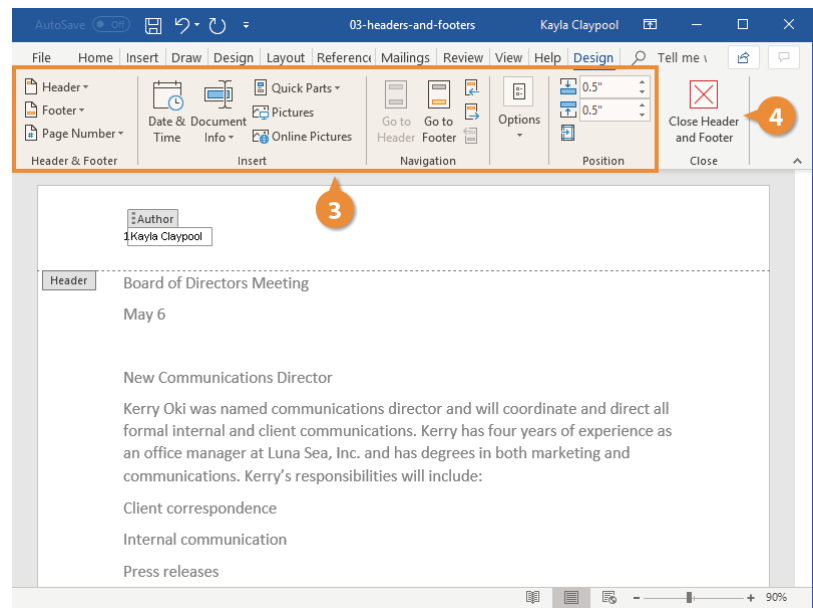 AutoSave Off 03-headers-and-footers Kayla Claypool
File Home Insert Draw Design Layout Referenc Mailings Review View Help Design Tell me
Header
Footer
Page Number
Header & Footer
Date & Time
Document Info
Quick Parts
Pictures
Online Pictures
Insert
Go to Header
Go to Footer
Navigation
Options
0.5"
0.5"
Position
Close Header and Footer
Close
4
3
Author
1Kayla Claypool
Header
Board of Directors Meeting
May 6
New Communications Director
Kerry Oki was named communications director and will coordinate and direct all
formal internal and client communications. Kerry has four years of experience as
an office manager at Luna Sea, Inc. and has degrees in both marketing and
communications. Kerry’s responsibilities will include:
Client correspondence
Internal communication
Press releases
90%